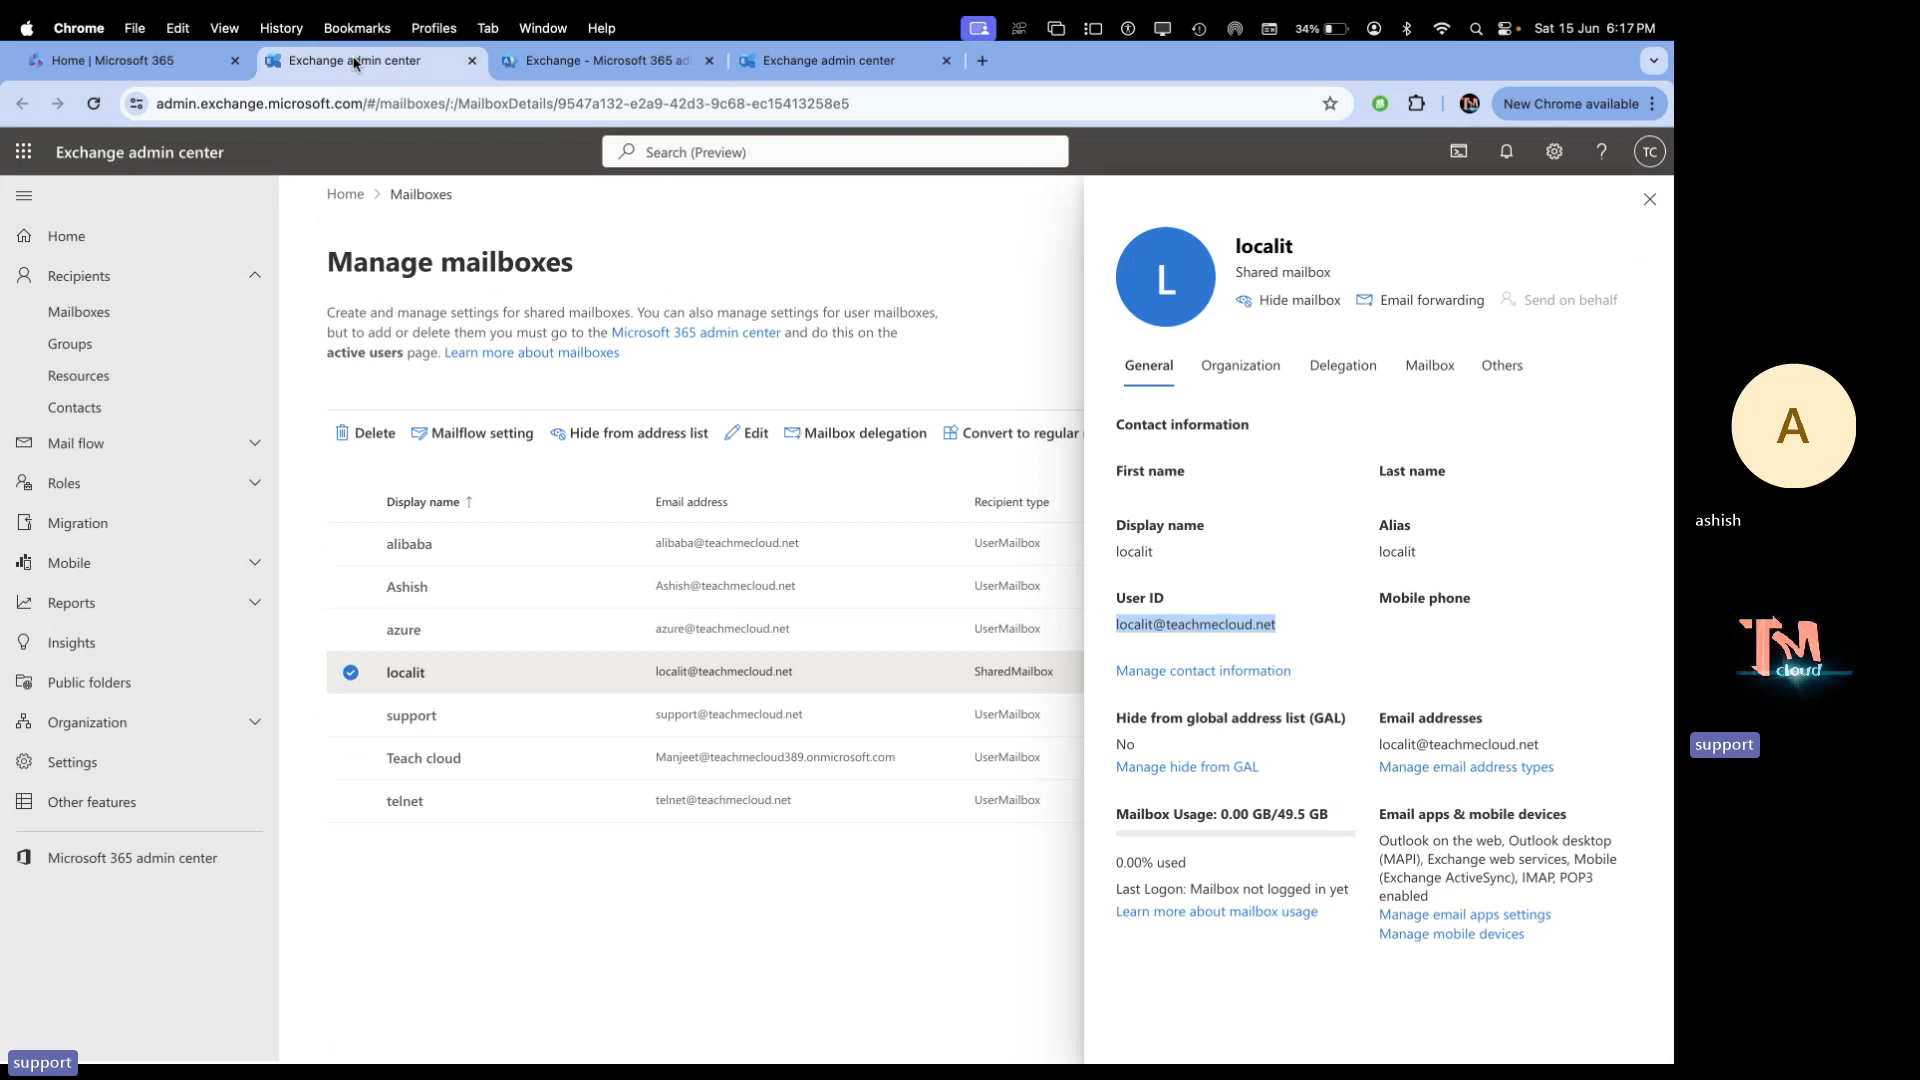 Chrome File Edit View History Bookmarks Profiles Tab Window Help 34% Sat 15 Jun 6:17 PM
Home | Microsoft 365 Exchange admin center Exchange - Microsoft 365 ad Exchange admin center
admin.exchange.microsoft.com/#/mailboxes/:/MailboxDetails/9547a132-e2a9-42d3-9c68-ec15413258e5 New Chrome available
Exchange admin center Search (Preview) TC
Home
Recipients
Mailboxes
Groups
Resources
Contacts
Mail flow
Roles
Migration
Mobile
Reports
Insights
Public folders
Organization
Settings
Other features
Microsoft 365 admin center
support
Home > Mailboxes
Manage mailboxes
Create and manage settings for shared mailboxes. You can also manage settings for user mailboxes,
but to add or delete them you must go to the Microsoft 365 admin center and do this on the
active users page. Learn more about mailboxes
Delete Mailflow setting Hide from address list Edit Mailbox delegation Convert to regular
Display name ↑ Email address Recipient type
alibaba alibaba@teachmecloud.net UserMailbox
Ashish Ashish@teachmecloud.net UserMailbox
azure azure@teachmecloud.net UserMailbox
localit localit@teachmecloud.net SharedMailbox
support support@teachmecloud.net UserMailbox
Teach cloud Manjeet@teachmecloud389.onmicrosoft.com UserMailbox
telnet telnet@teachmecloud.net UserMailbox
L
localit
Shared mailbox
Hide mailbox Email forwarding Send on behalf
General Organization Delegation Mailbox Others
Contact information
First name Last name
Display name Alias
localit localit
User ID Mobile phone
localit@teachmecloud.net
Manage contact information
Hide from global address list (GAL) Email addresses
No localit@teachmecloud.net
Manage hide from GAL Manage email address types
Mailbox Usage: 0.00 GB/49.5 GB Email apps & mobile devices
0.00% used
Last Logon: Mailbox not logged in yet
Learn more about mailbox usage
Outlook on the web, Outlook desktop
(MAPI), Exchange web services, Mobile
(Exchange ActiveSync), IMAP, POP3
enabled
Manage email apps settings
Manage mobile devices
A
ashish
TM
cloud
support